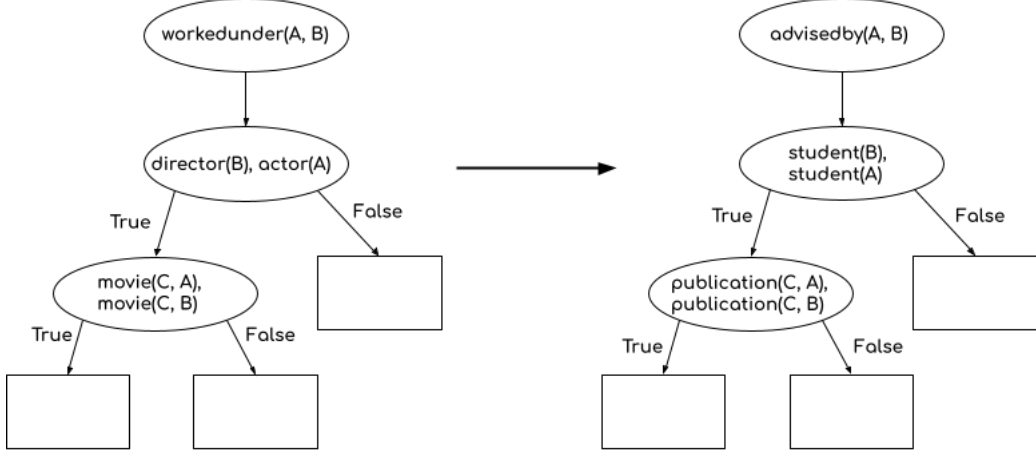 workedunder(A, B)
director(B), actor(A)
True
False
movie(C, A),
movie(C, B)
True
False
advisedby(A, B)
student(B),
student(A)
True
False
publication(C, A),
publication(C, B)
True
False